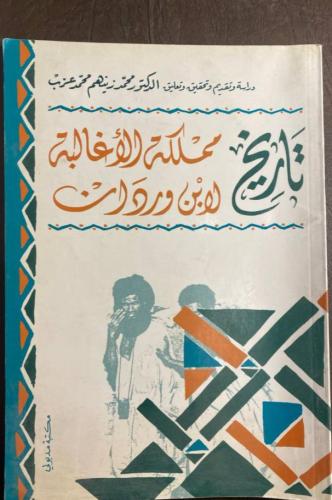 دراسة وتقديم وتحقيق وتعليق الدكتور محمد زينهم محمد عزب
تاريخ
مملكة الأغالبة
لابن وردان
مكتبة مدبولي